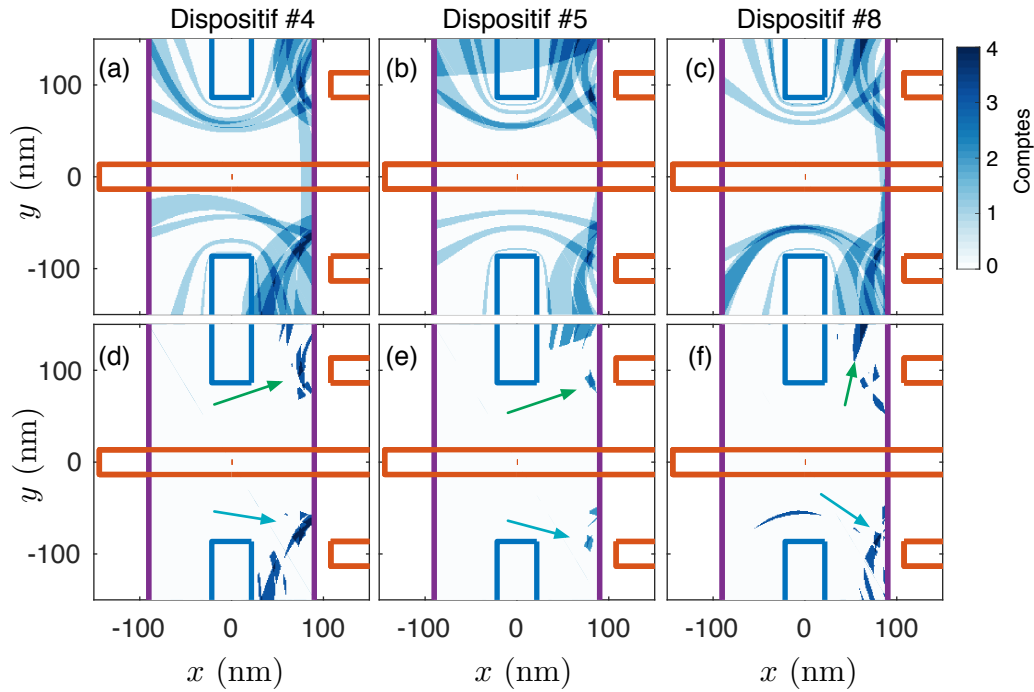 Dispositif #4
Dispositif #5
Dispositif #8
(a)
(b)
(c)
4
3
2
1
0
Comptes
100
0
-100
y (nm)
(d)
(e)
(f)
100
0
-100
y (nm)
-100 0 100
-100 0 100
-100 0 100
x (nm)
x (nm)
x (nm)